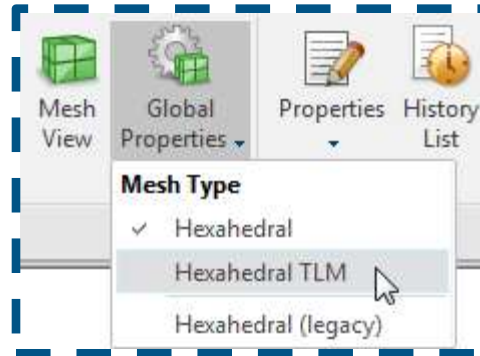 Mesh View
Global Properties
Properties
History List
Mesh Type
Hexahedral
Hexahedral TLM
Hexahedral (legacy)